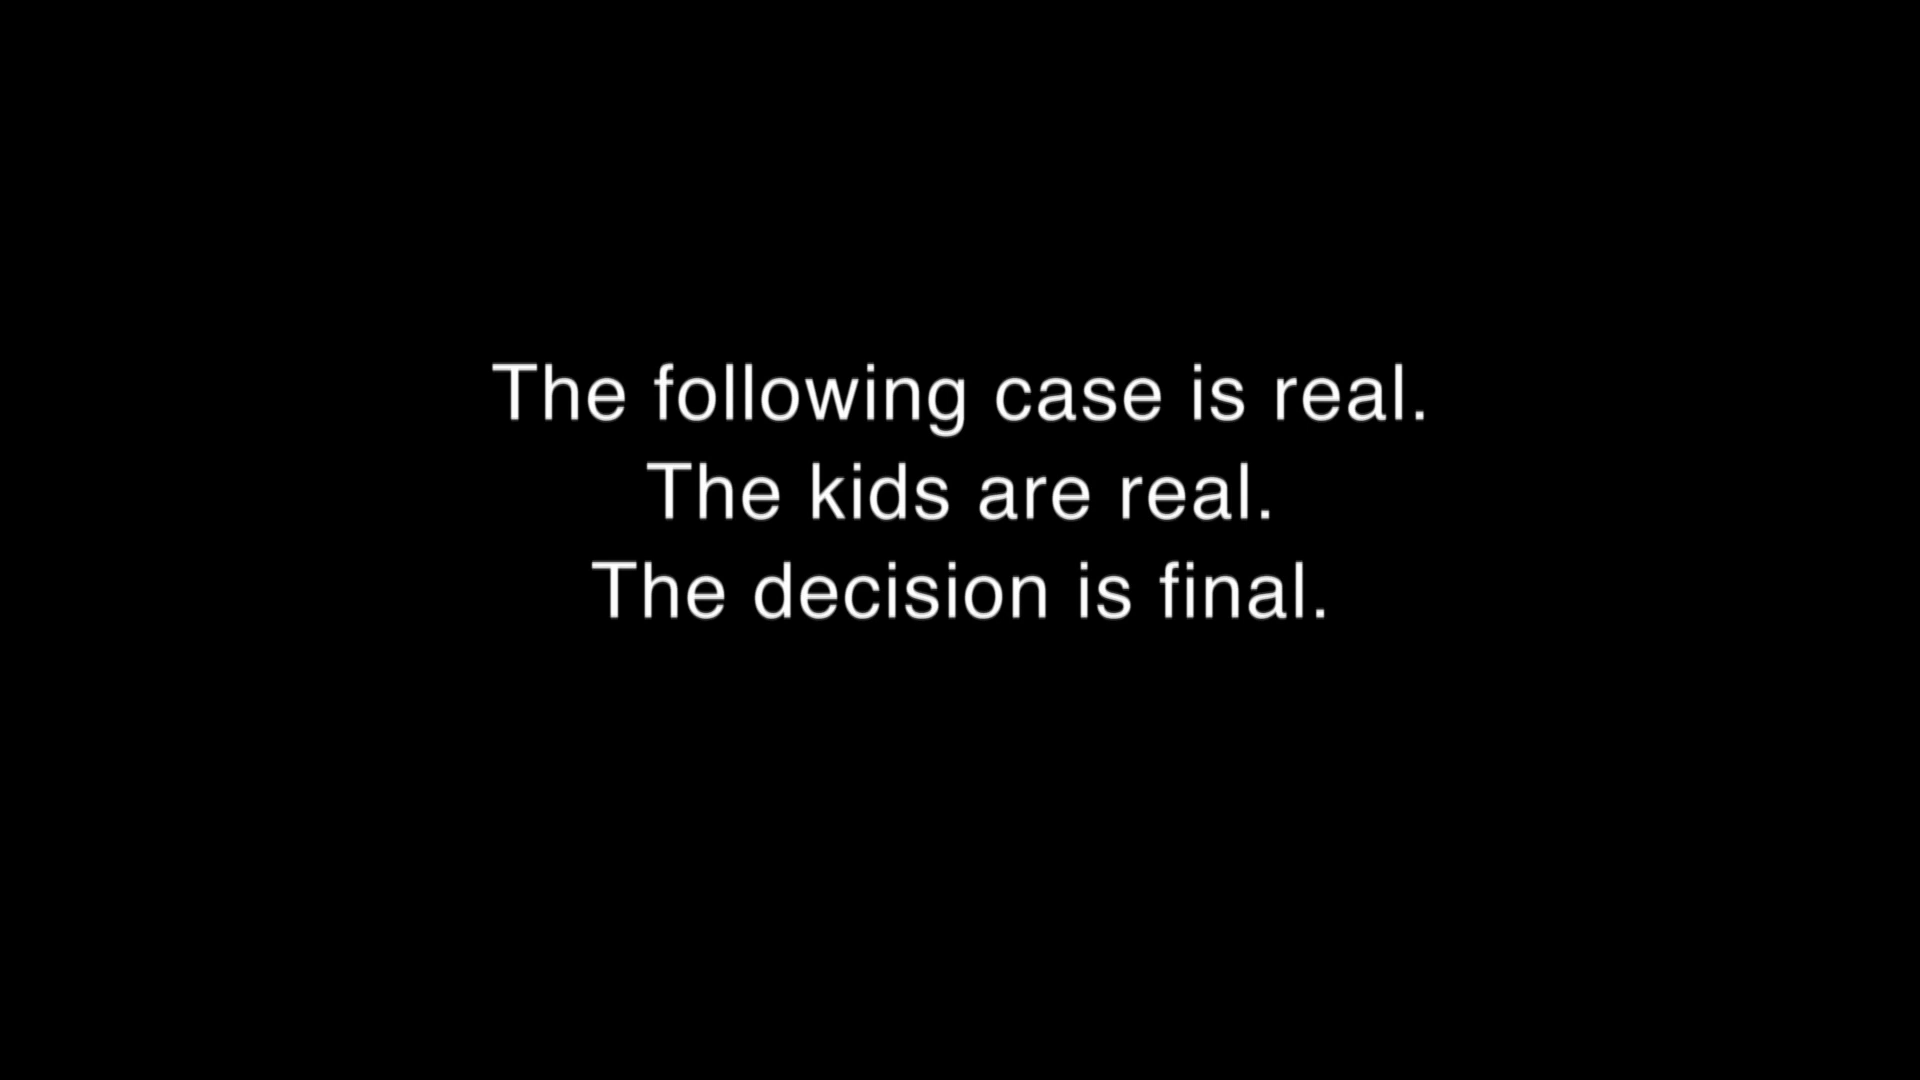 The following case is real.
The kids are real.
The decision is final.